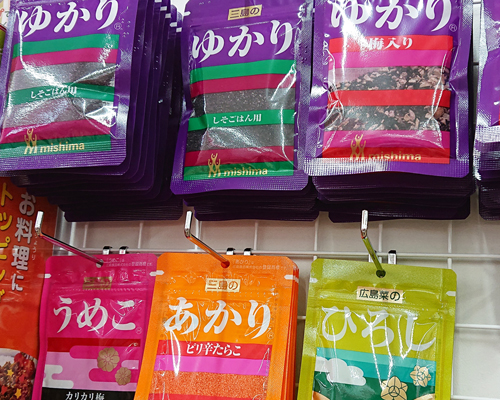 ゆかり
しそごはん用
mishima
三島の
ゆかり
しそごはん用
mishima
ゆかり
梅入り
mishima
お料理に
トッピング
うめこ
カリカリ梅
三島の
あかり
ピリ辛たらこ
広島菜の
ひろし